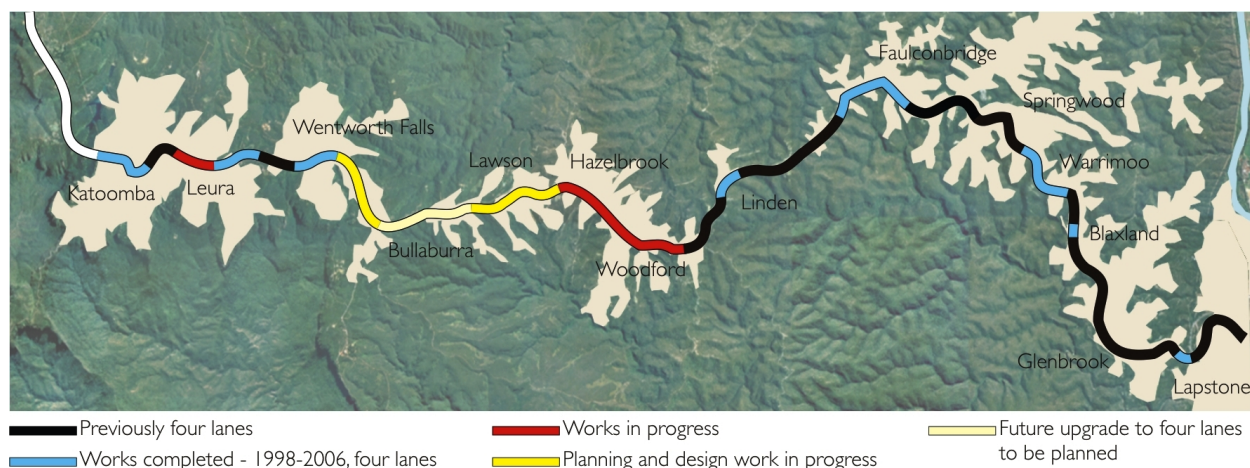 Faulconbridge
Springwood
Wentworth Falls
Lawson
Hazelbrook
Warrimoo
Katoomba
Leura
Linden
Blaxland
Bullaburra
Woodford
Glenbrook
Lapstone
Previously four lanes
Works completed - 1998-2006, four lanes
Works in progress
Planning and design work in progress
Future upgrade to four lanes
to be planned